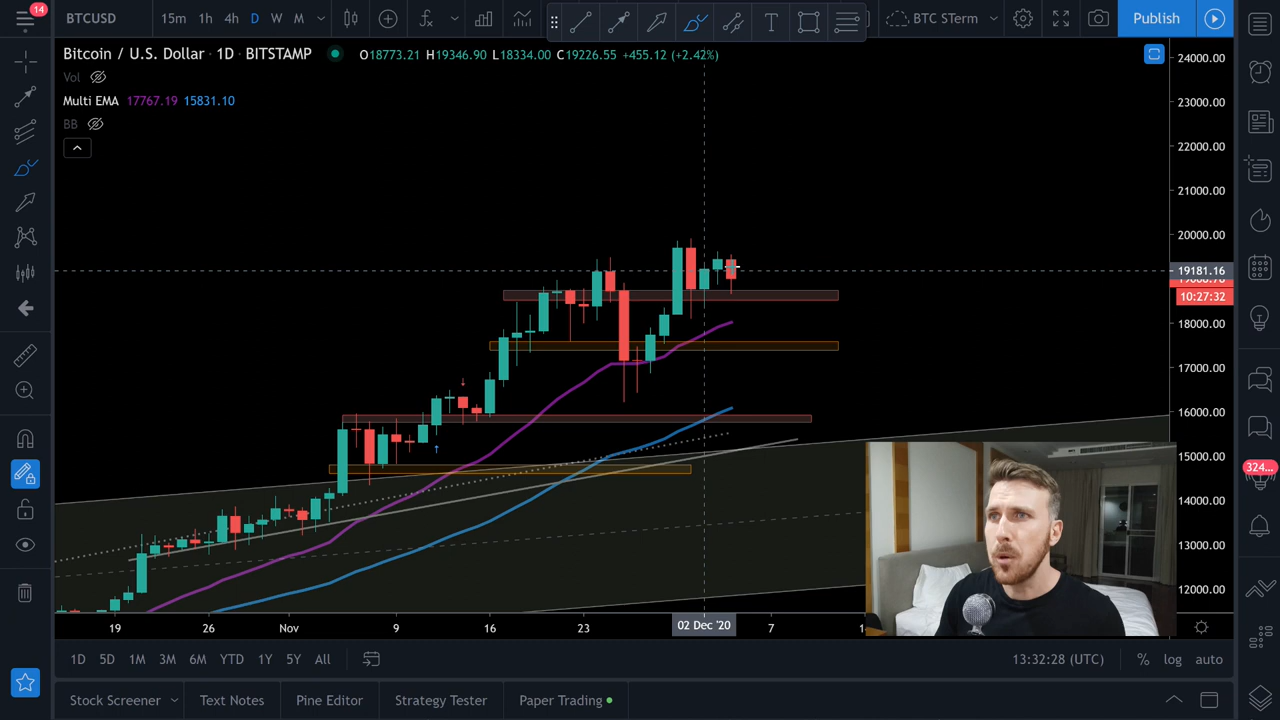 14
BTCUSD
15m 1h 4h D W M
BTC STerm
Publish
Bitcoin / U.S. Dollar · 1D · BITSTAMP
O18773.21 H19346.90 L18334.00 C19226.55 +455.12 (+2.42%)
Vol
Multi EMA 17767.19 15831.10
BB
24000.00
23000.00
22000.00
21000.00
20000.00
19181.16
10:27:32
18000.00
17000.00
16000.00
15000.00
14000.00
13000.00
12000.00
324...
19 26 Nov 9 16 23 02 Dec '20 7
1D 5D 1M 3M 6M YTD 1Y 5Y All
13:32:28 (UTC) % log auto
Stock Screener Text Notes Pine Editor Strategy Tester Paper Trading